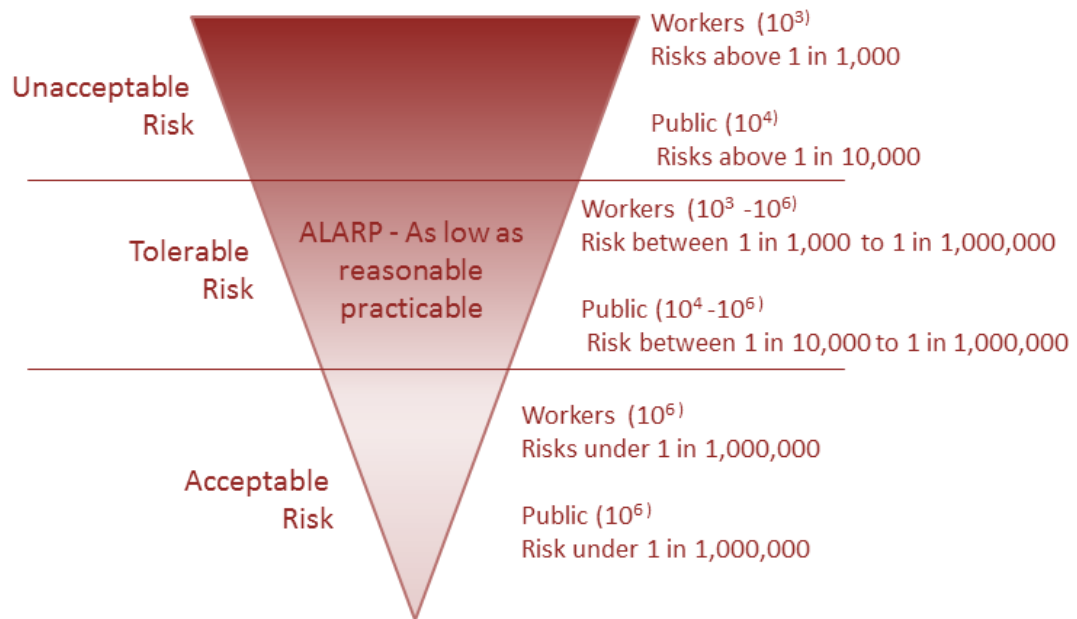 Workers (10³⁾
Risks above 1 in 1,000
Unacceptable
Risk
Public (10⁴⁾
Risks above 1 in 10,000
Workers (10³ -10⁶⁾
Risk between 1 in 1,000 to 1 in 1,000,000
ALARP - As low as
reasonable
practicable
Tolerable
Risk
Public (10⁴ -10⁶⁾
Risk between 1 in 10,000 to 1 in 1,000,000
Workers (10⁶⁾
Risks under 1 in 1,000,000
Acceptable
Risk
Public (10⁶⁾
Risk under 1 in 1,000,000